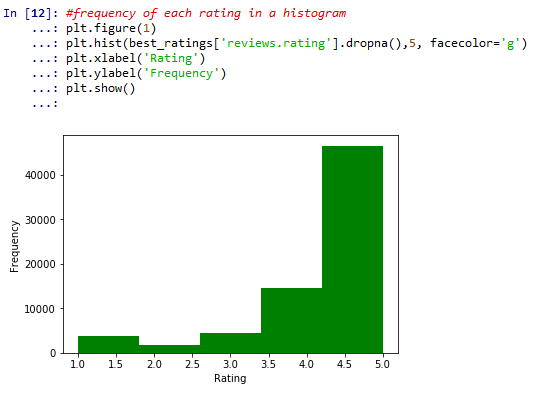 In [12]: #frequency of each rating in a histogram
...: plt.figure(1)
...: plt.hist(best_ratings['reviews.rating'].dropna(),5, facecolor='g')
...: plt.xlabel('Rating')
...: plt.ylabel('Frequency')
...: plt.show()
...:
40000
30000
20000
10000
0
Frequency
1.0 1.5 2.0 2.5 3.0 3.5 4.0 4.5 5.0
Rating